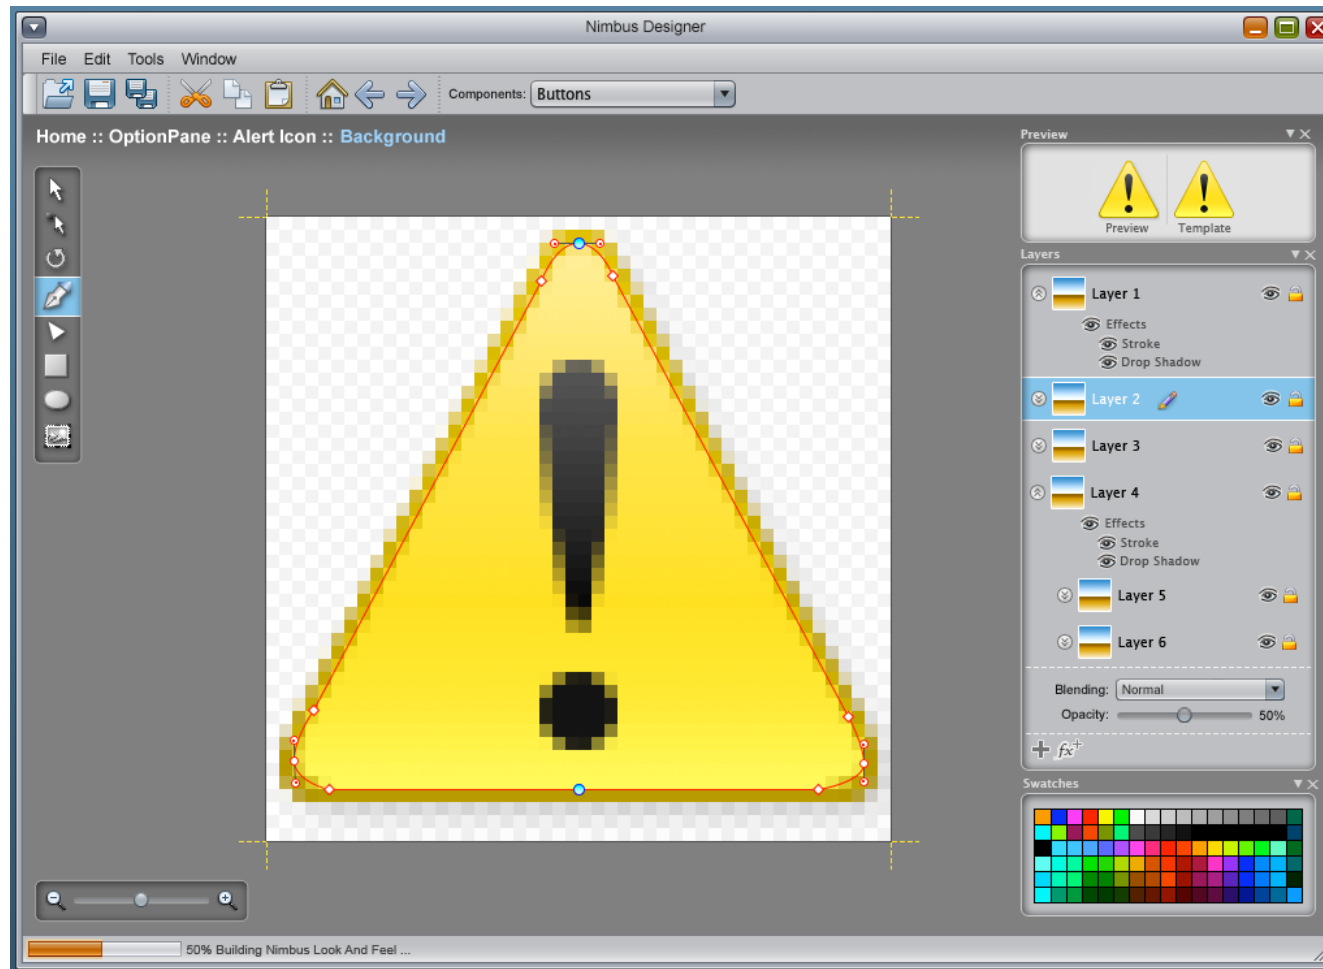 Nimbus Designer
File Edit Tools Window
Components: Buttons
Home :: OptionPane :: Alert Icon :: Background
Preview
Preview Template
Layers
Layer 1
Effects
Stroke
Drop Shadow
Layer 2
Layer 3
Layer 4
Effects
Stroke
Drop Shadow
Layer 5
Layer 6
Blending: Normal
Opacity: 50%
fx+
Swatches
50% Building Nimbus Look And Feel ...